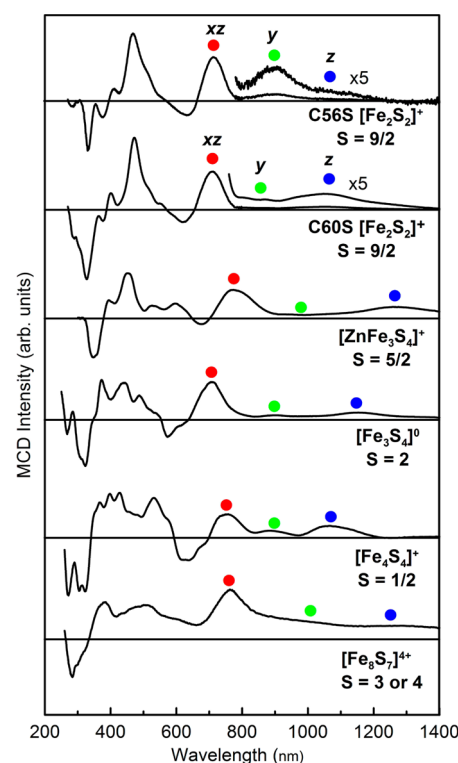 xz
y
z
x5
C56S [Fe₂S₂]⁺
S = 9/2
xz
y
z
x5
C60S [Fe₂S₂]⁺
S = 9/2
[ZnFe₃S₄]⁺
S = 5/2
[Fe₃S₄]⁰
S = 2
[Fe₄S₄]⁺
S = 1/2
[Fe₈S₇]⁴⁺
S = 3 or 4
MCD Intensity (arb. units)
200 400 600 800 1000 1200 1400
Wavelength (nm)